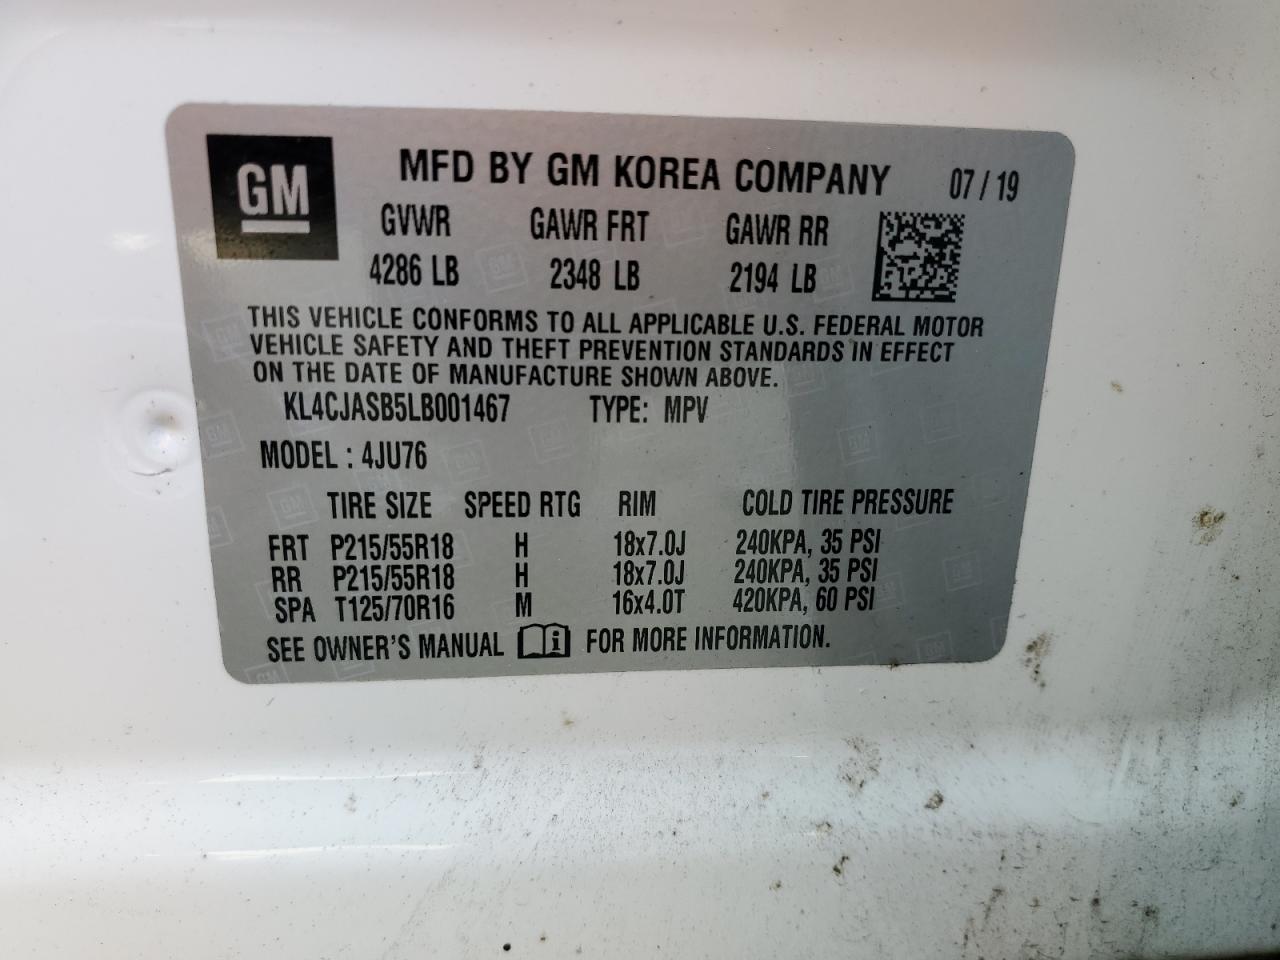 GM
MFD BY GM KOREA COMPANY 07 / 19
GVWR GAWR FRT GAWR RR
4286 LB 2348 LB 2194 LB
THIS VEHICLE CONFORMS TO ALL APPLICABLE U.S. FEDERAL MOTOR
VEHICLE SAFETY AND THEFT PREVENTION STANDARDS IN EFFECT
ON THE DATE OF MANUFACTURE SHOWN ABOVE.
KL4CJASB5LB001467 TYPE: MPV
MODEL : 4JU76
TIRE SIZE SPEED RTG RIM COLD TIRE PRESSURE
FRT P215/55R18 H 18x7.0J 240KPA, 35 PSI
RR P215/55R18 H 18x7.0J 240KPA, 35 PSI
SPA T125/70R16 M 16x4.0T 420KPA, 60 PSI
SEE OWNER'S MANUAL i FOR MORE INFORMATION.